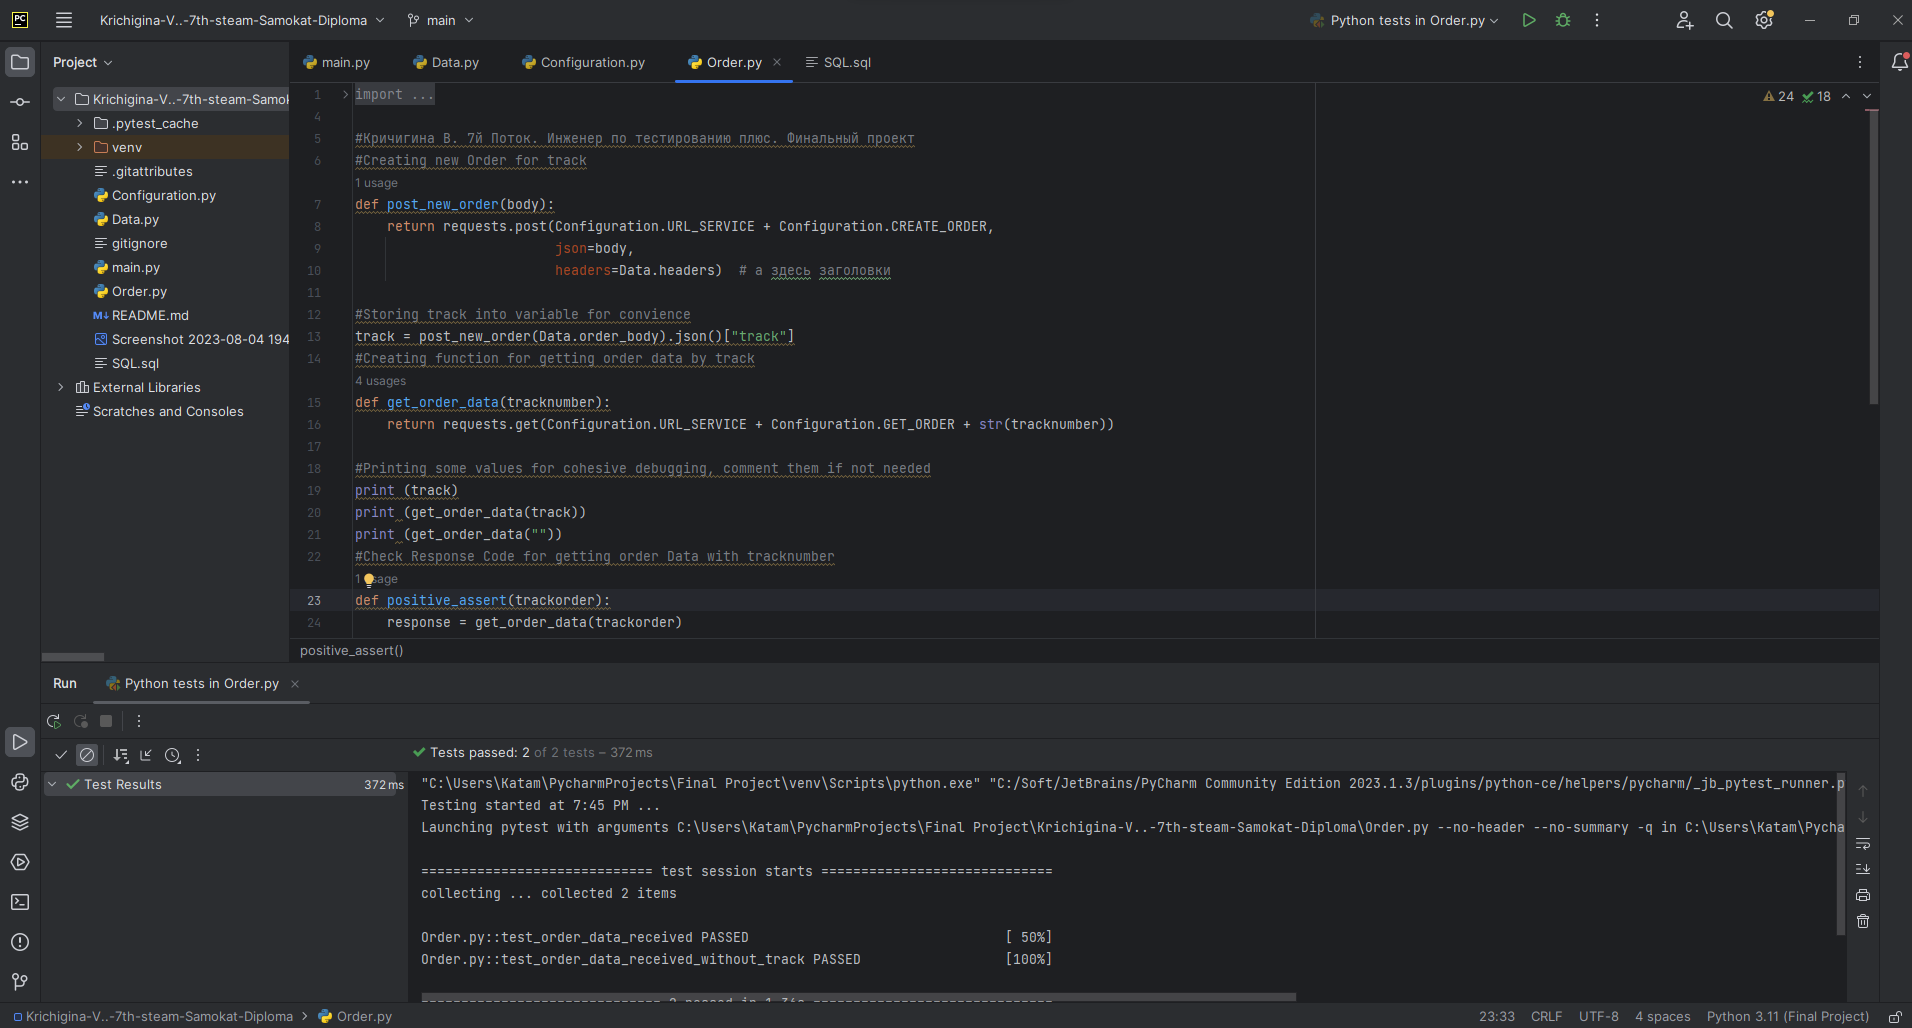 PC
Krichigina-V..-7th-steam-Samokat-Diploma
main
Python tests in Order.py
Project
main.py
Data.py
Configuration.py
Order.py
SQL.sql
Krichigina-V..-7th-steam-Samok
.pytest_cache
venv
.gitattributes
Configuration.py
Data.py
gitignore
main.py
Order.py
M↓ README.md
Screenshot 2023-08-04 194
SQL.sql
External Libraries
Scratches and Consoles
24 18
1 import ...
4
5 #Кричигина В. 7й Поток. Инженер по тестированию плюс. Финальный проект
6 #Creating new Order for track
1 usage
7 def post_new_order(body):
8 return requests.post(Configuration.URL_SERVICE + Configuration.CREATE_ORDER,
9 json=body,
10 headers=Data.headers)  # а здесь заголовки
11
12 #Storing track into variable for convience
13 track = post_new_order(Data.order_body).json()["track"]
14 #Creating function for getting order data by track
4 usages
15 def get_order_data(tracknumber):
16 return requests.get(Configuration.URL_SERVICE + Configuration.GET_ORDER + str(tracknumber))
17
18 #Printing some values for cohesive debugging, comment them if not needed
19 print (track)
20 print (get_order_data(track))
21 print (get_order_data(""))
22 #Check Response Code for getting order Data with tracknumber
1 usage
23 def positive_assert(trackorder):
24 response = get_order_data(trackorder)
positive_assert()
Run
Python tests in Order.py
Tests passed: 2 of 2 tests – 372 ms
Test Results 372 ms
"C:\Users\Katam\PycharmProjects\Final Project\venv\Scripts\python.exe" "C:/Soft/JetBrains/PyCharm Community Edition 2023.1.3/plugins/python-ce/helpers/pycharm/_jb_pytest_runner.p
Testing started at 7:45 PM ...
Launching pytest with arguments C:\Users\Katam\PycharmProjects\Final Project\Krichigina-V..-7th-steam-Samokat-Diploma\Order.py --no-header --no-summary -q in C:\Users\Katam\Pycha
============================= test session starts =============================
collecting ... collected 2 items
Order.py::test_order_data_received PASSED [ 50%]
Order.py::test_order_data_received_without_track PASSED [100%]
============================== 2 passed in 1.36s ==============================
Krichigina-V..-7th-steam-Samokat-Diploma
Order.py
23:33 CRLF UTF-8 4 spaces Python 3.11 (Final Project)